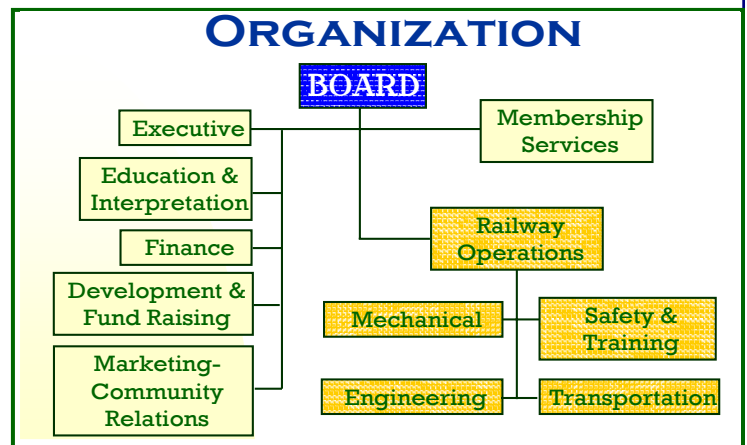 ORGANIZATION
BOARD
Executive
Membership
Services
Education &
Interpretation
Finance
Railway
Operations
Development &
Fund Raising
Mechanical
Safety &
Training
Marketing-
Community
Relations
Engineering
Transportation